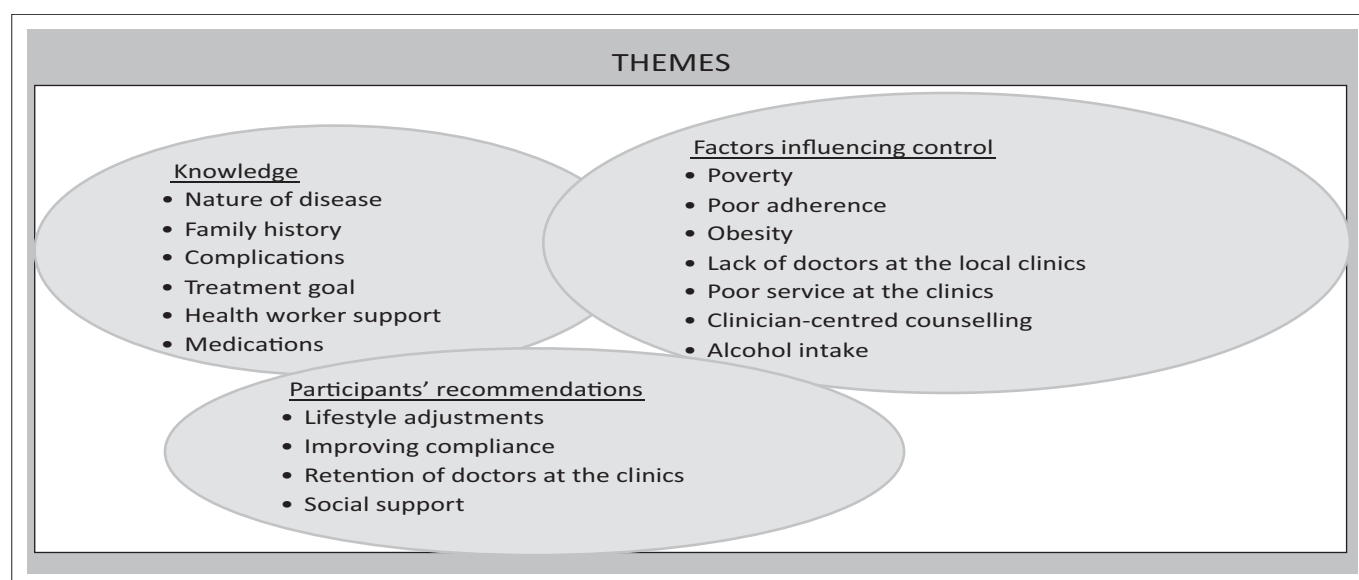 THEMES
Knowledge
• Nature of disease
• Family history
• Complications
• Treatment goal
• Health worker support
• Medications
Factors influencing control
• Poverty
• Poor adherence
• Obesity
• Lack of doctors at the local clinics
• Poor service at the clinics
• Clinician-centred counselling
• Alcohol intake
Participants’ recommendations
• Lifestyle adjustments
• Improving compliance
• Retention of doctors at the clinics
• Social support